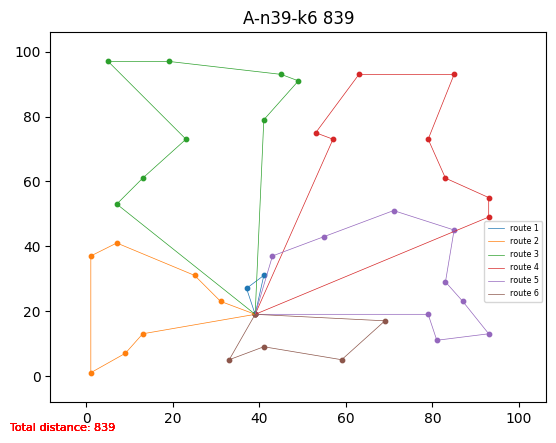 A-n39-k6 839
100
80
60
40
20
0
0 20 40 60 80 100
route 1
route 2
route 3
route 4
route 5
route 6
Total distance: 839